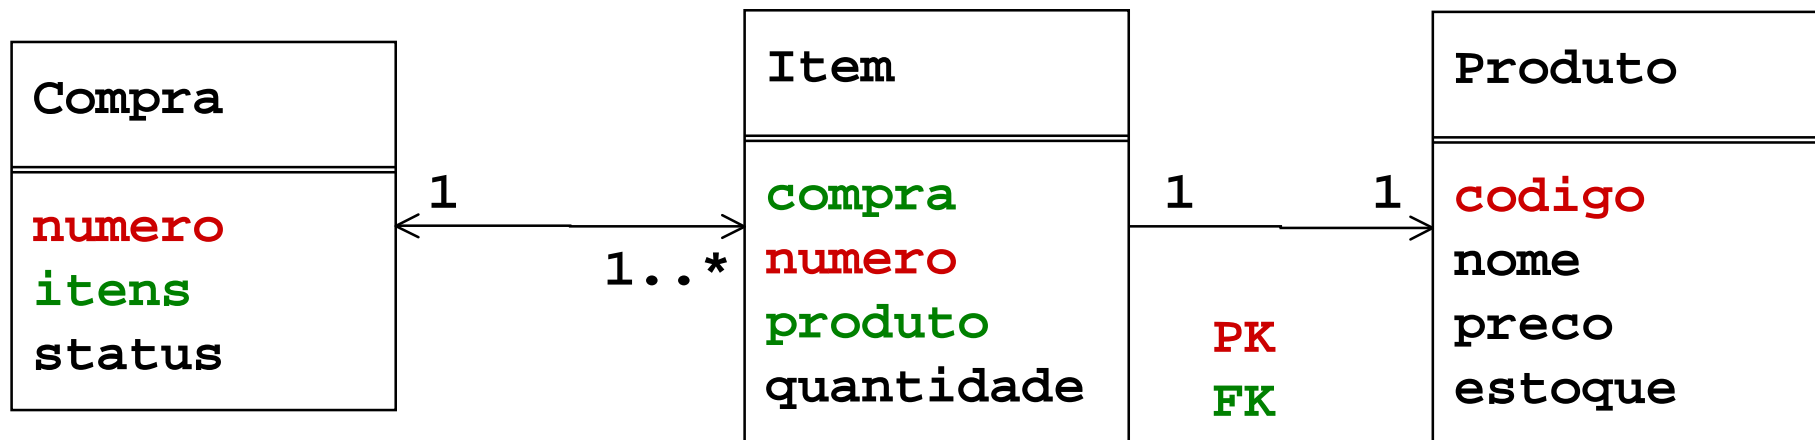 Compra
numero
itens
status
1
1..*
Item
compra
numero
produto
quantidade
1
1
PK
FK
Produto
codigo
nome
preco
estoque